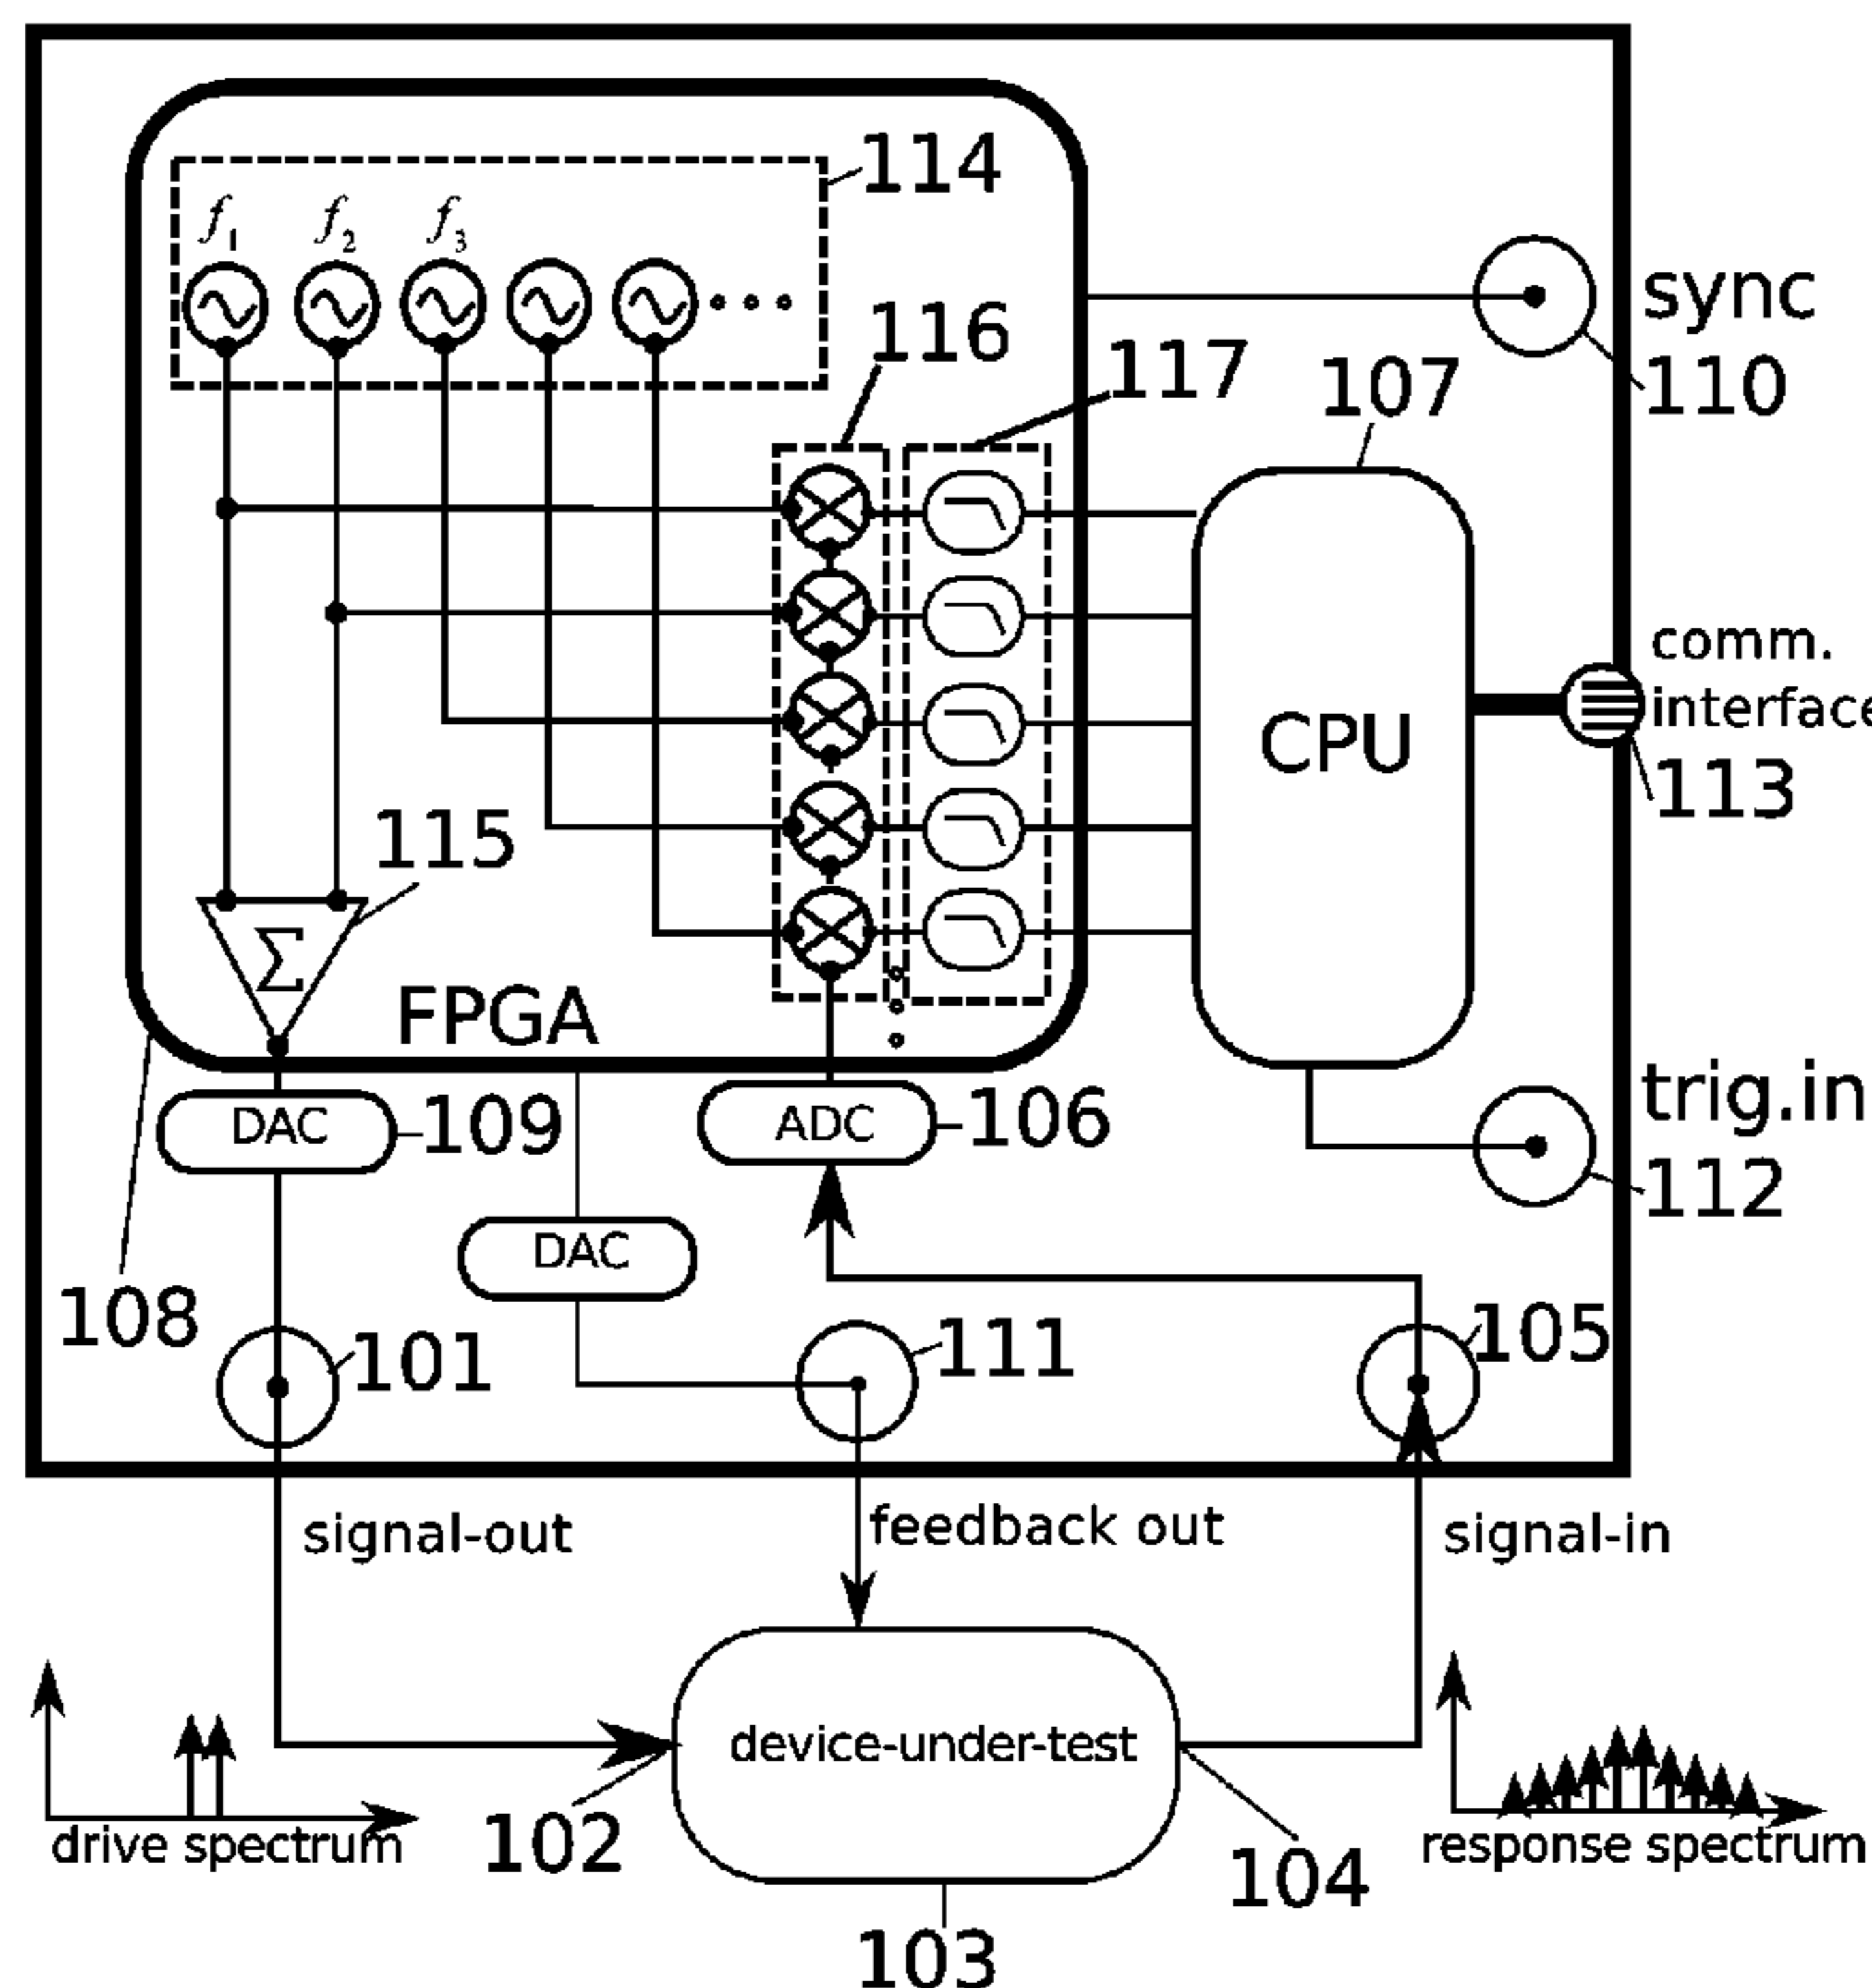 114
f1 f2 f3
116
117
sync
110
107
comm.
interface
113
CPU
115
Σ
FPGA
trig.in
112
DAC
109
ADC
106
DAC
108
101
111
105
signal-out
feedback out
signal-in
device-under-test
drive spectrum
102
104
response spectrum
103